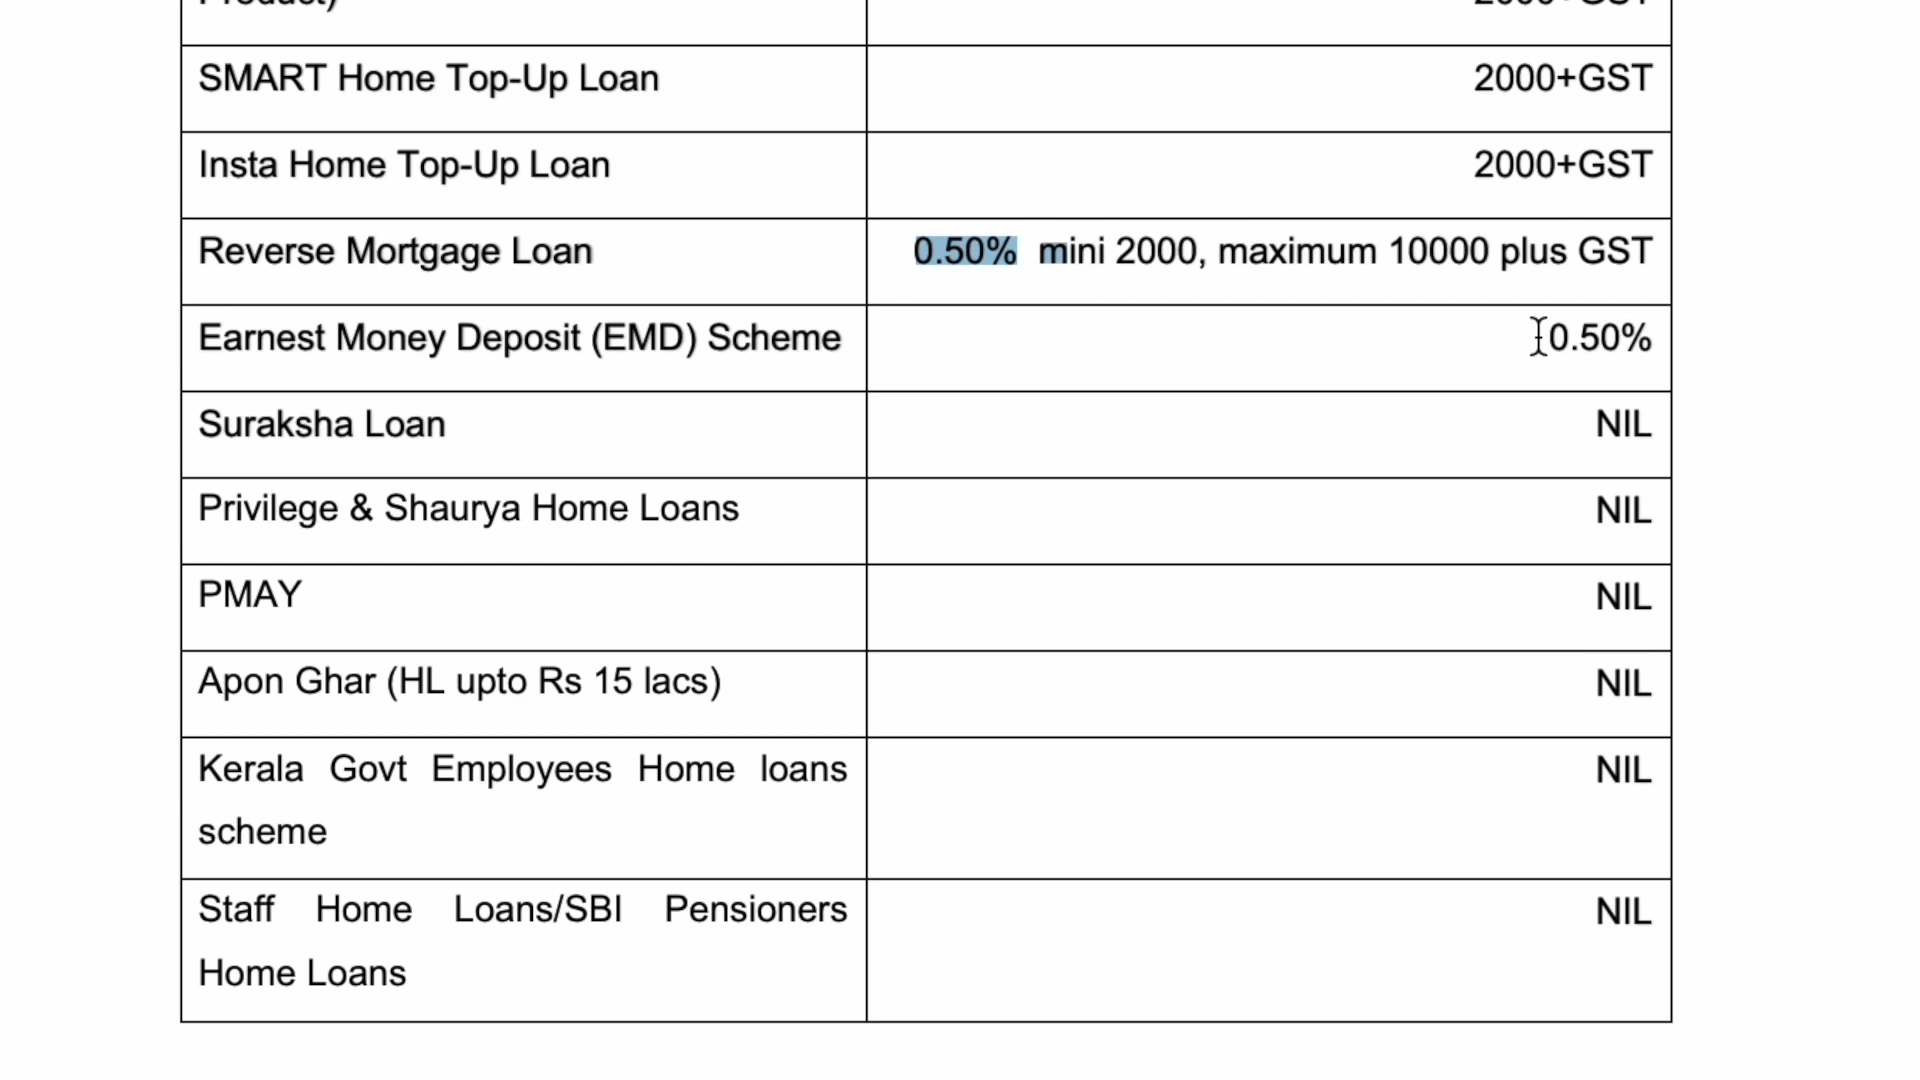 Product) 2000+GST
SMART Home Top-Up Loan 2000+GST
Insta Home Top-Up Loan 2000+GST
Reverse Mortgage Loan 0.50% mini 2000, maximum 10000 plus GST
Earnest Money Deposit (EMD) Scheme 0.50%
Suraksha Loan NIL
Privilege & Shaurya Home Loans NIL
PMAY NIL
Apon Ghar (HL upto Rs 15 lacs) NIL
Kerala Govt Employees Home loans NIL
scheme
Staff Home Loans/SBI Pensioners NIL
Home Loans